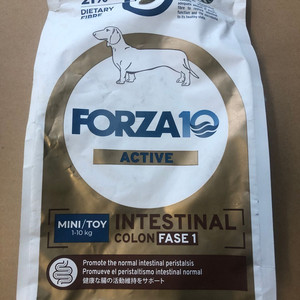 21%
DIETARY
FIBRE
FORZA10
ACTIVE
MINI/TOY
1-10 kg
INTESTINAL
COLON FASE 1
Promote the normal intestinal peristalsis
Promueve el peristaltismo intestinal normal
健康な腸の活動維持をサポート